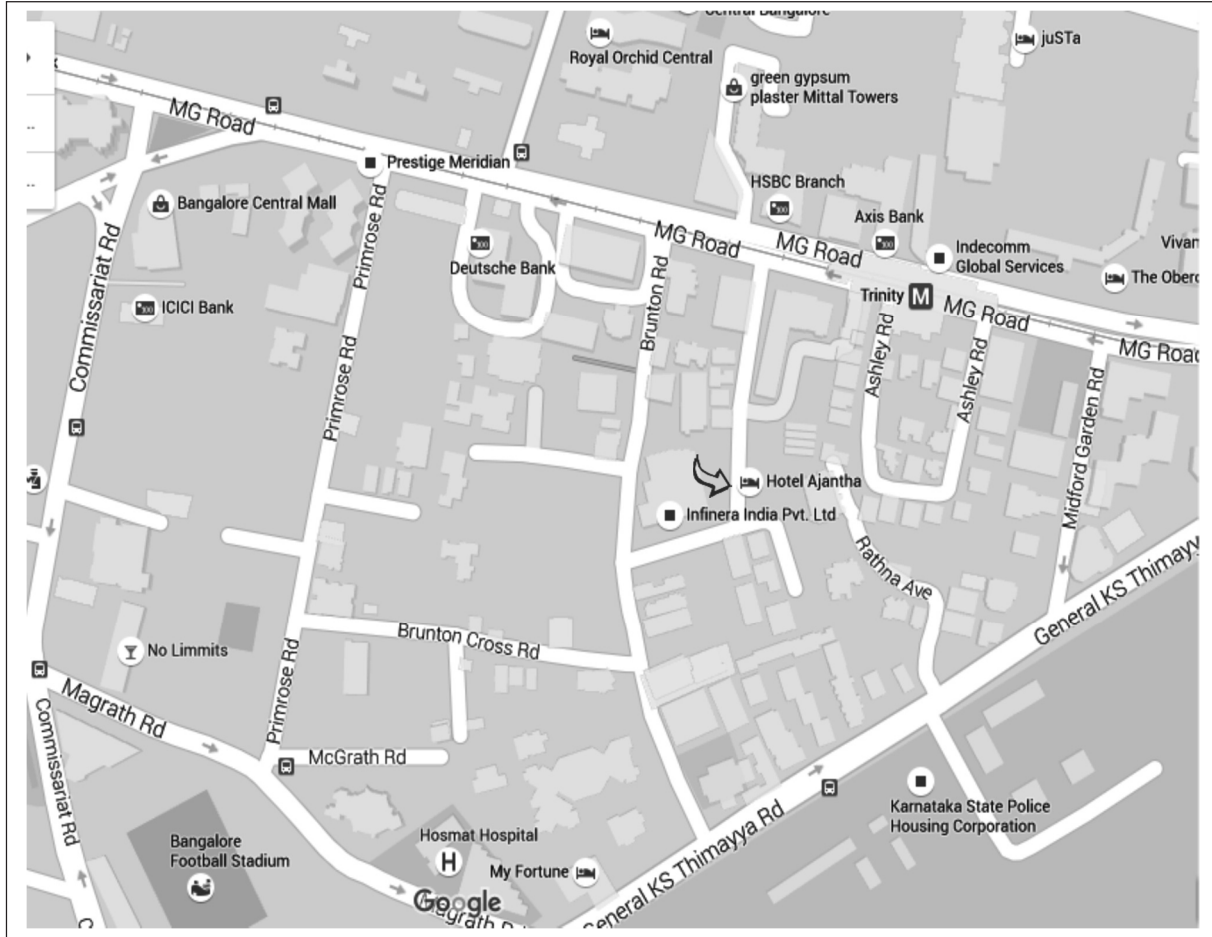 Central Bangalore
Royal Orchid Central
juSTa
green gypsum
plaster Mittal Towers
MG Road
Prestige Meridian
HSBC Branch
Bangalore Central Mall
Axis Bank
Primrose Rd
MG Road
MG Road
Indecomm
Global Services
Vivan
Deutsche Bank
The Obero
Commissariat Rd
Brunton Rd
Trinity
M
ICICI Bank
MG Road
MG Road
Ashley Rd
Ashley Rd
Primrose Rd
Midford Garden Rd
Hotel Ajantha
Infinera India Pvt. Ltd
Rathna Ave
General KS Thimayy
Brunton Cross Rd
No Limmits
Primrose Rd
Magrath Rd
Commissariat Rd
McGrath Rd
Karnataka State Police
Housing Corporation
General KS Thimayya Rd
Hosmat Hospital
H
Bangalore
Football Stadium
My Fortune
Google
Magrath R
General KS Thimayya Rd
C